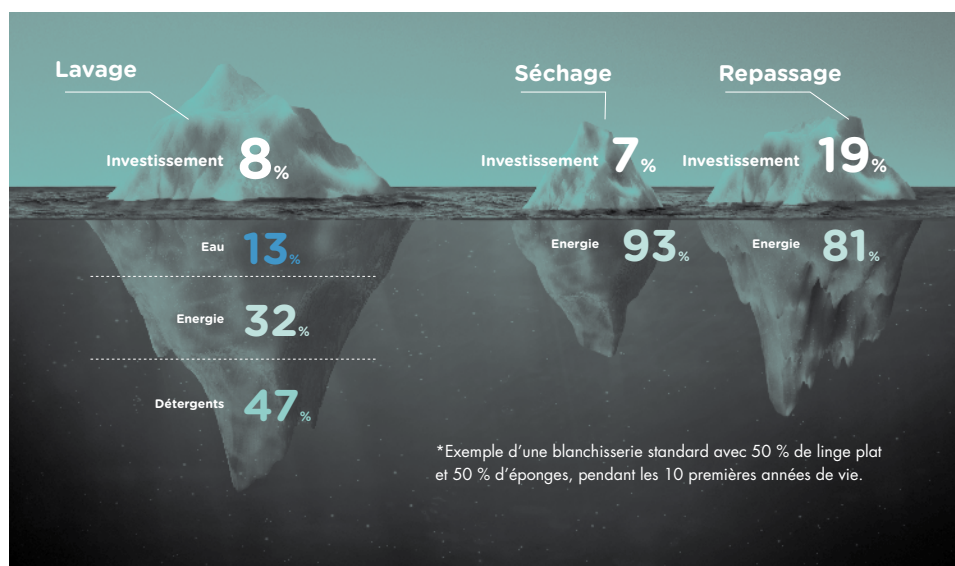 Lavage
Investissement 8%
Eau 13%
Energie 32%
Détergents 47%
Séchage
Investissement 7%
Energie 93%
Repassage
Investissement 19%
Energie 81%
*Exemple d'une blanchisserie standard avec 50 % de linge plat
et 50 % d'éponges, pendant les 10 premières années de vie.